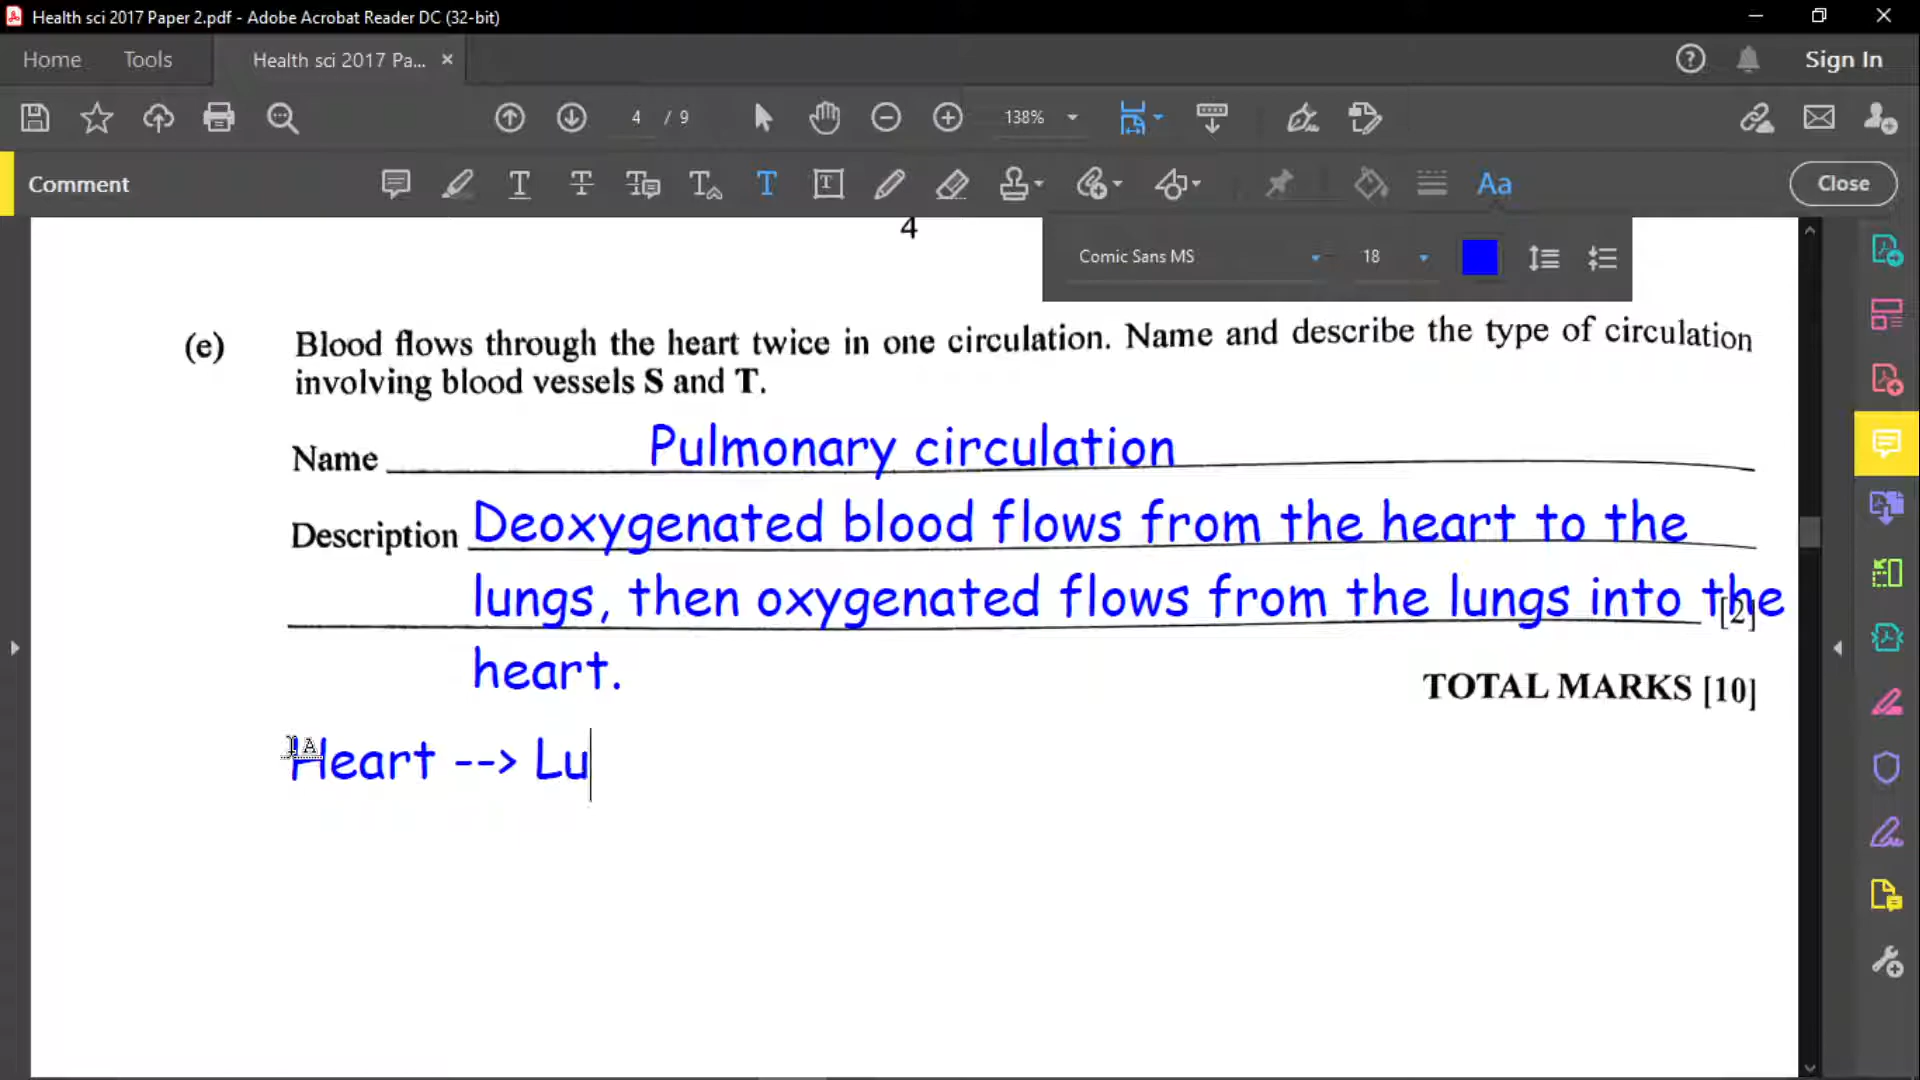 Health sci 2017 Paper 2.pdf - Adobe Acrobat Reader DC (32-bit)
Home Tools Health sci 2017 Pa... × Sign In
4 / 9 138%
Comment Aa Close
4
Comic Sans MS 18
(e) Blood flows through the heart twice in one circulation. Name and describe the type of circulation
involving blood vessels S and T.
Name Pulmonary circulation
Description Deoxygenated blood flows from the heart to the
lungs, then oxygenated flows from the lungs into the [2]
heart.
TOTAL MARKS [10]
Heart --> Lu